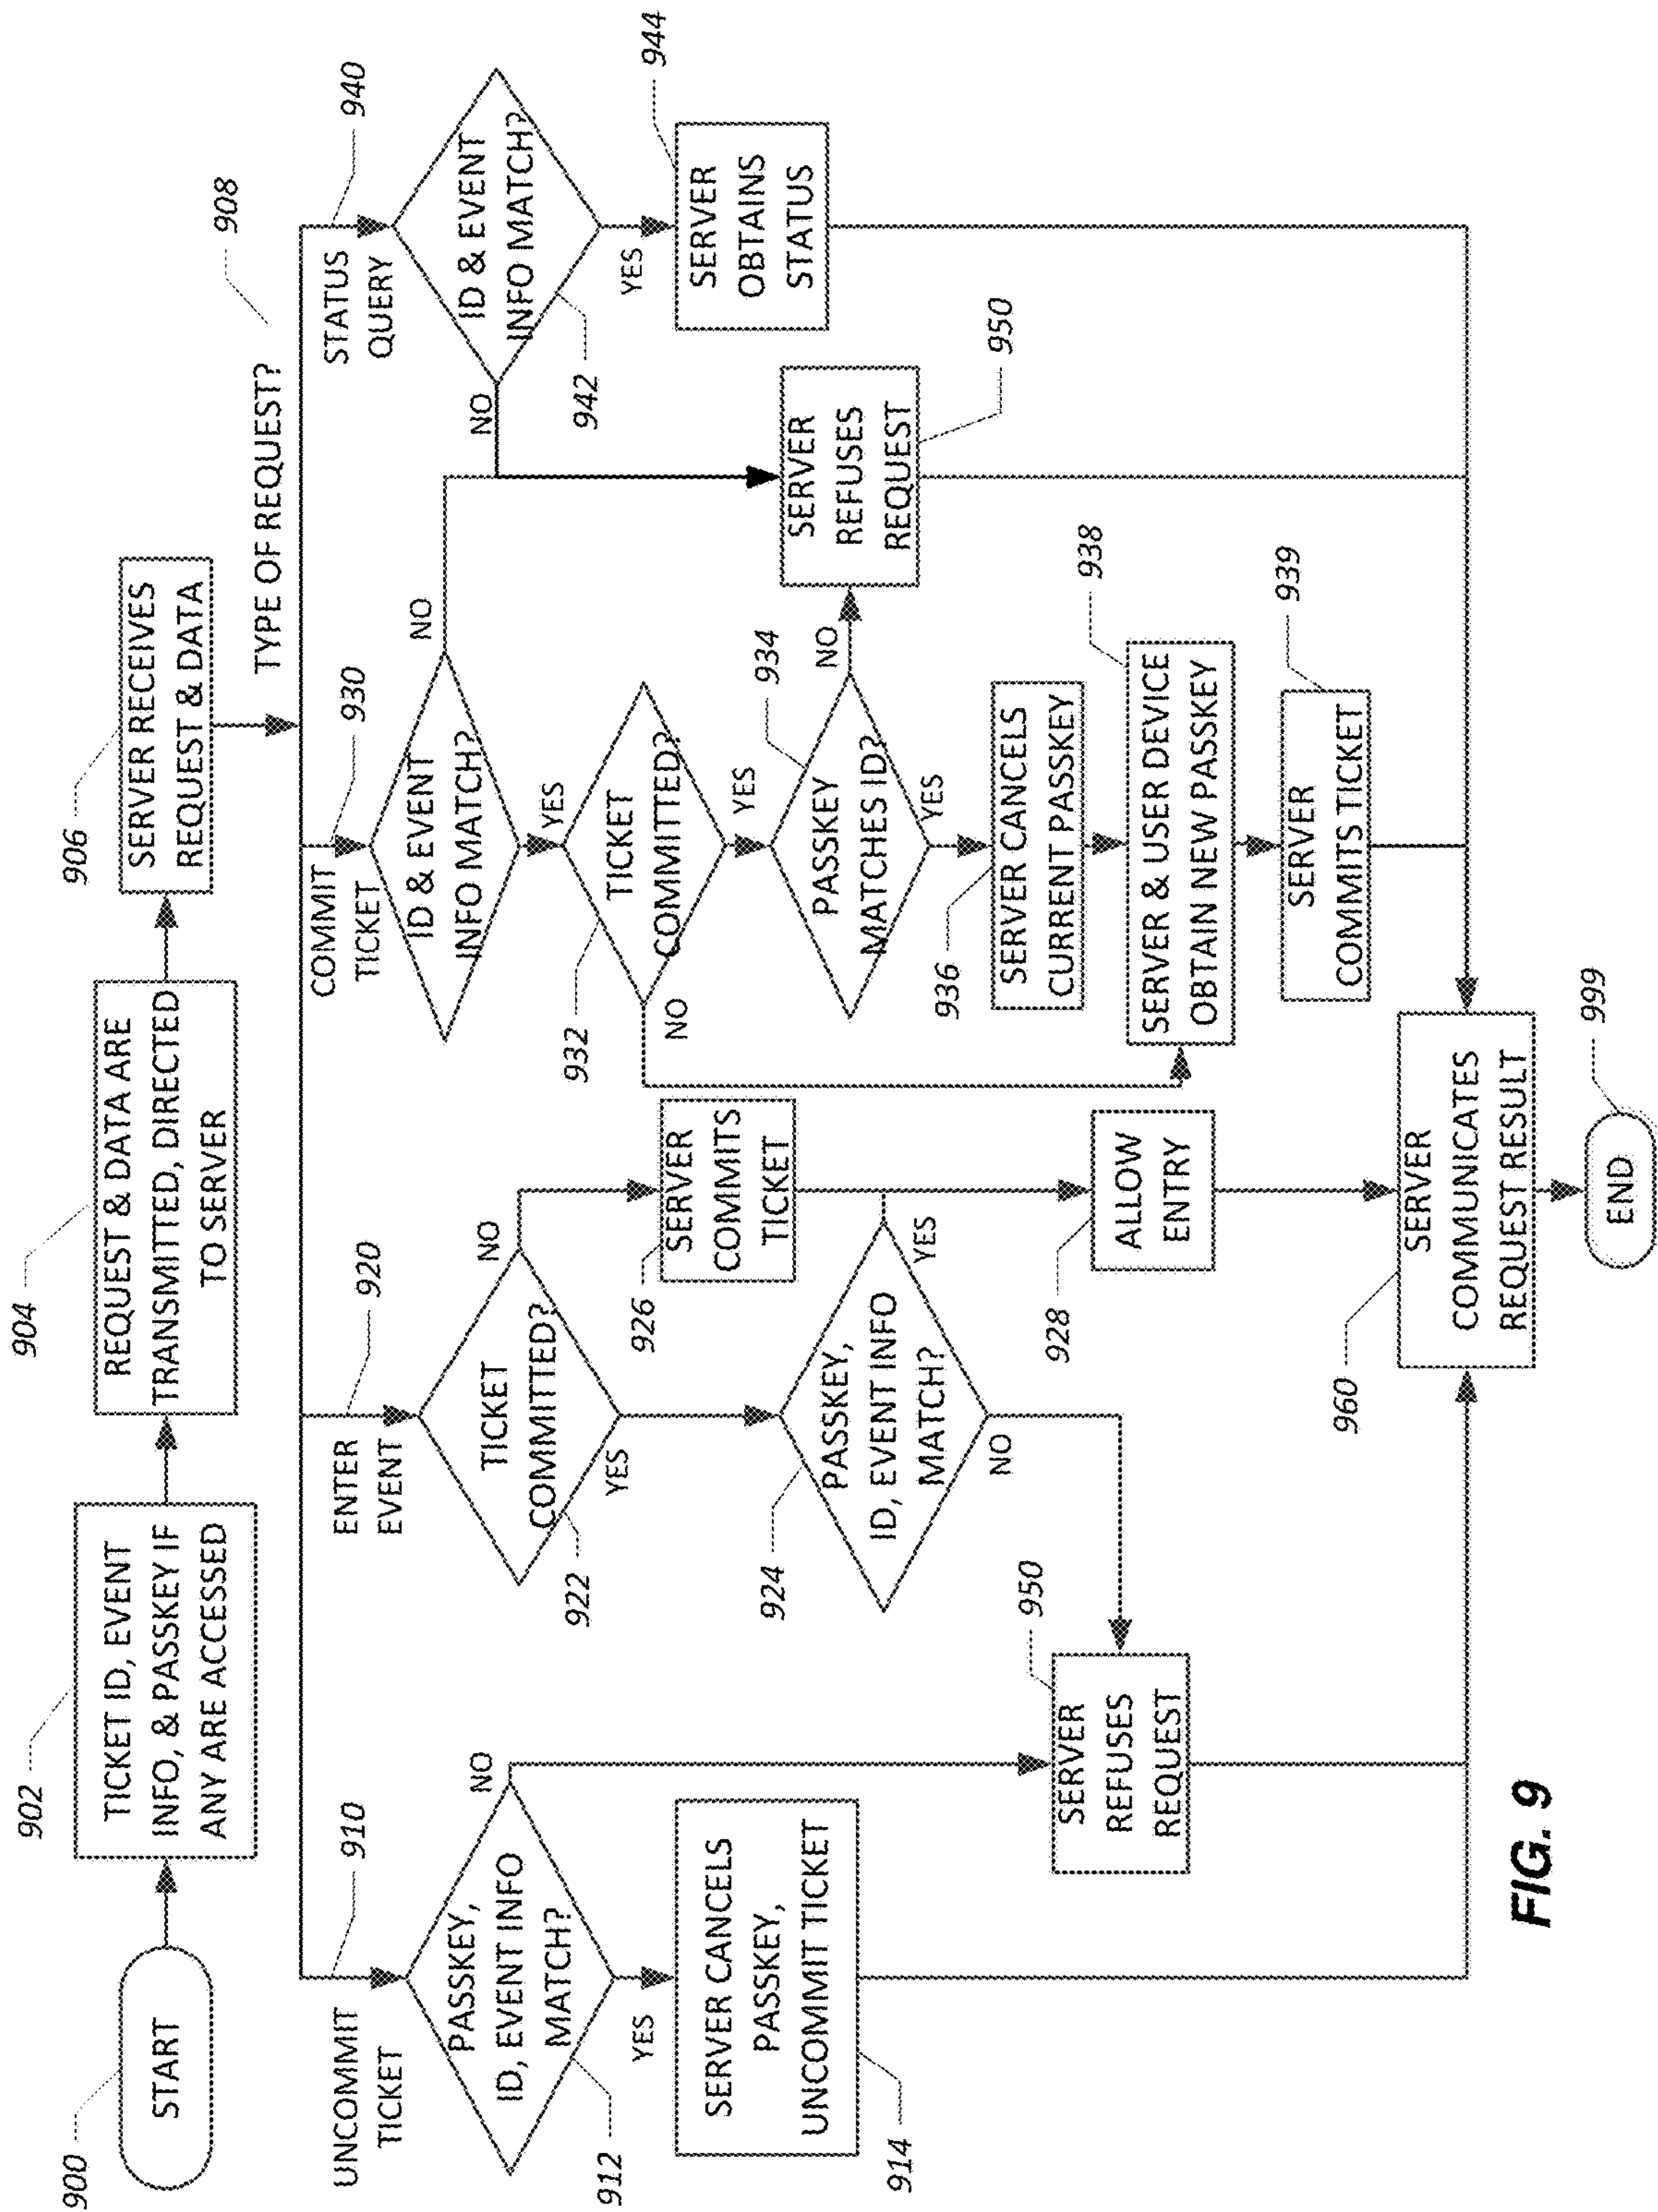 900
START
902
TICKET ID, EVENT
INFO, & PASSKEY IF
ANY ARE ACCESSED
904
REQUEST & DATA ARE
TRANSMITTED, DIRECTED
TO SERVER
906
SERVER RECEIVES
REQUEST & DATA
TYPE OF REQUEST?
908
UNCOMMIT
TICKET
910
PASSKEY,
ID, EVENT INFO
MATCH?
912
NO
YES
SERVER CANCELS
PASSKEY,
UNCOMMIT TICKET
914
ENTER
EVENT
920
TICKET
COMMITTED?
922
NO
YES
926
SERVER
COMMITS
TICKET
PASSKEY,
ID, EVENT INFO
MATCH?
924
YES
NO
950
SERVER
REFUSES
REQUEST
928
ALLOW
ENTRY
COMMIT
TICKET
930
ID & EVENT
INFO MATCH?
NO
YES
TICKET
COMMITTED?
932
NO
YES
934
PASSKEY
MATCHES ID?
NO
YES
936
SERVER CANCELS
CURRENT PASSKEY
938
SERVER & USER DEVICE
OBTAIN NEW PASSKEY
939
SERVER
COMMITS TICKET
STATUS
QUERY
940
ID & EVENT
INFO MATCH?
942
NO
YES
944
SERVER
OBTAINS
STATUS
SERVER
REFUSES
REQUEST
950
960
SERVER
COMMUNICATES
REQUEST RESULT
END
999
FIG. 9